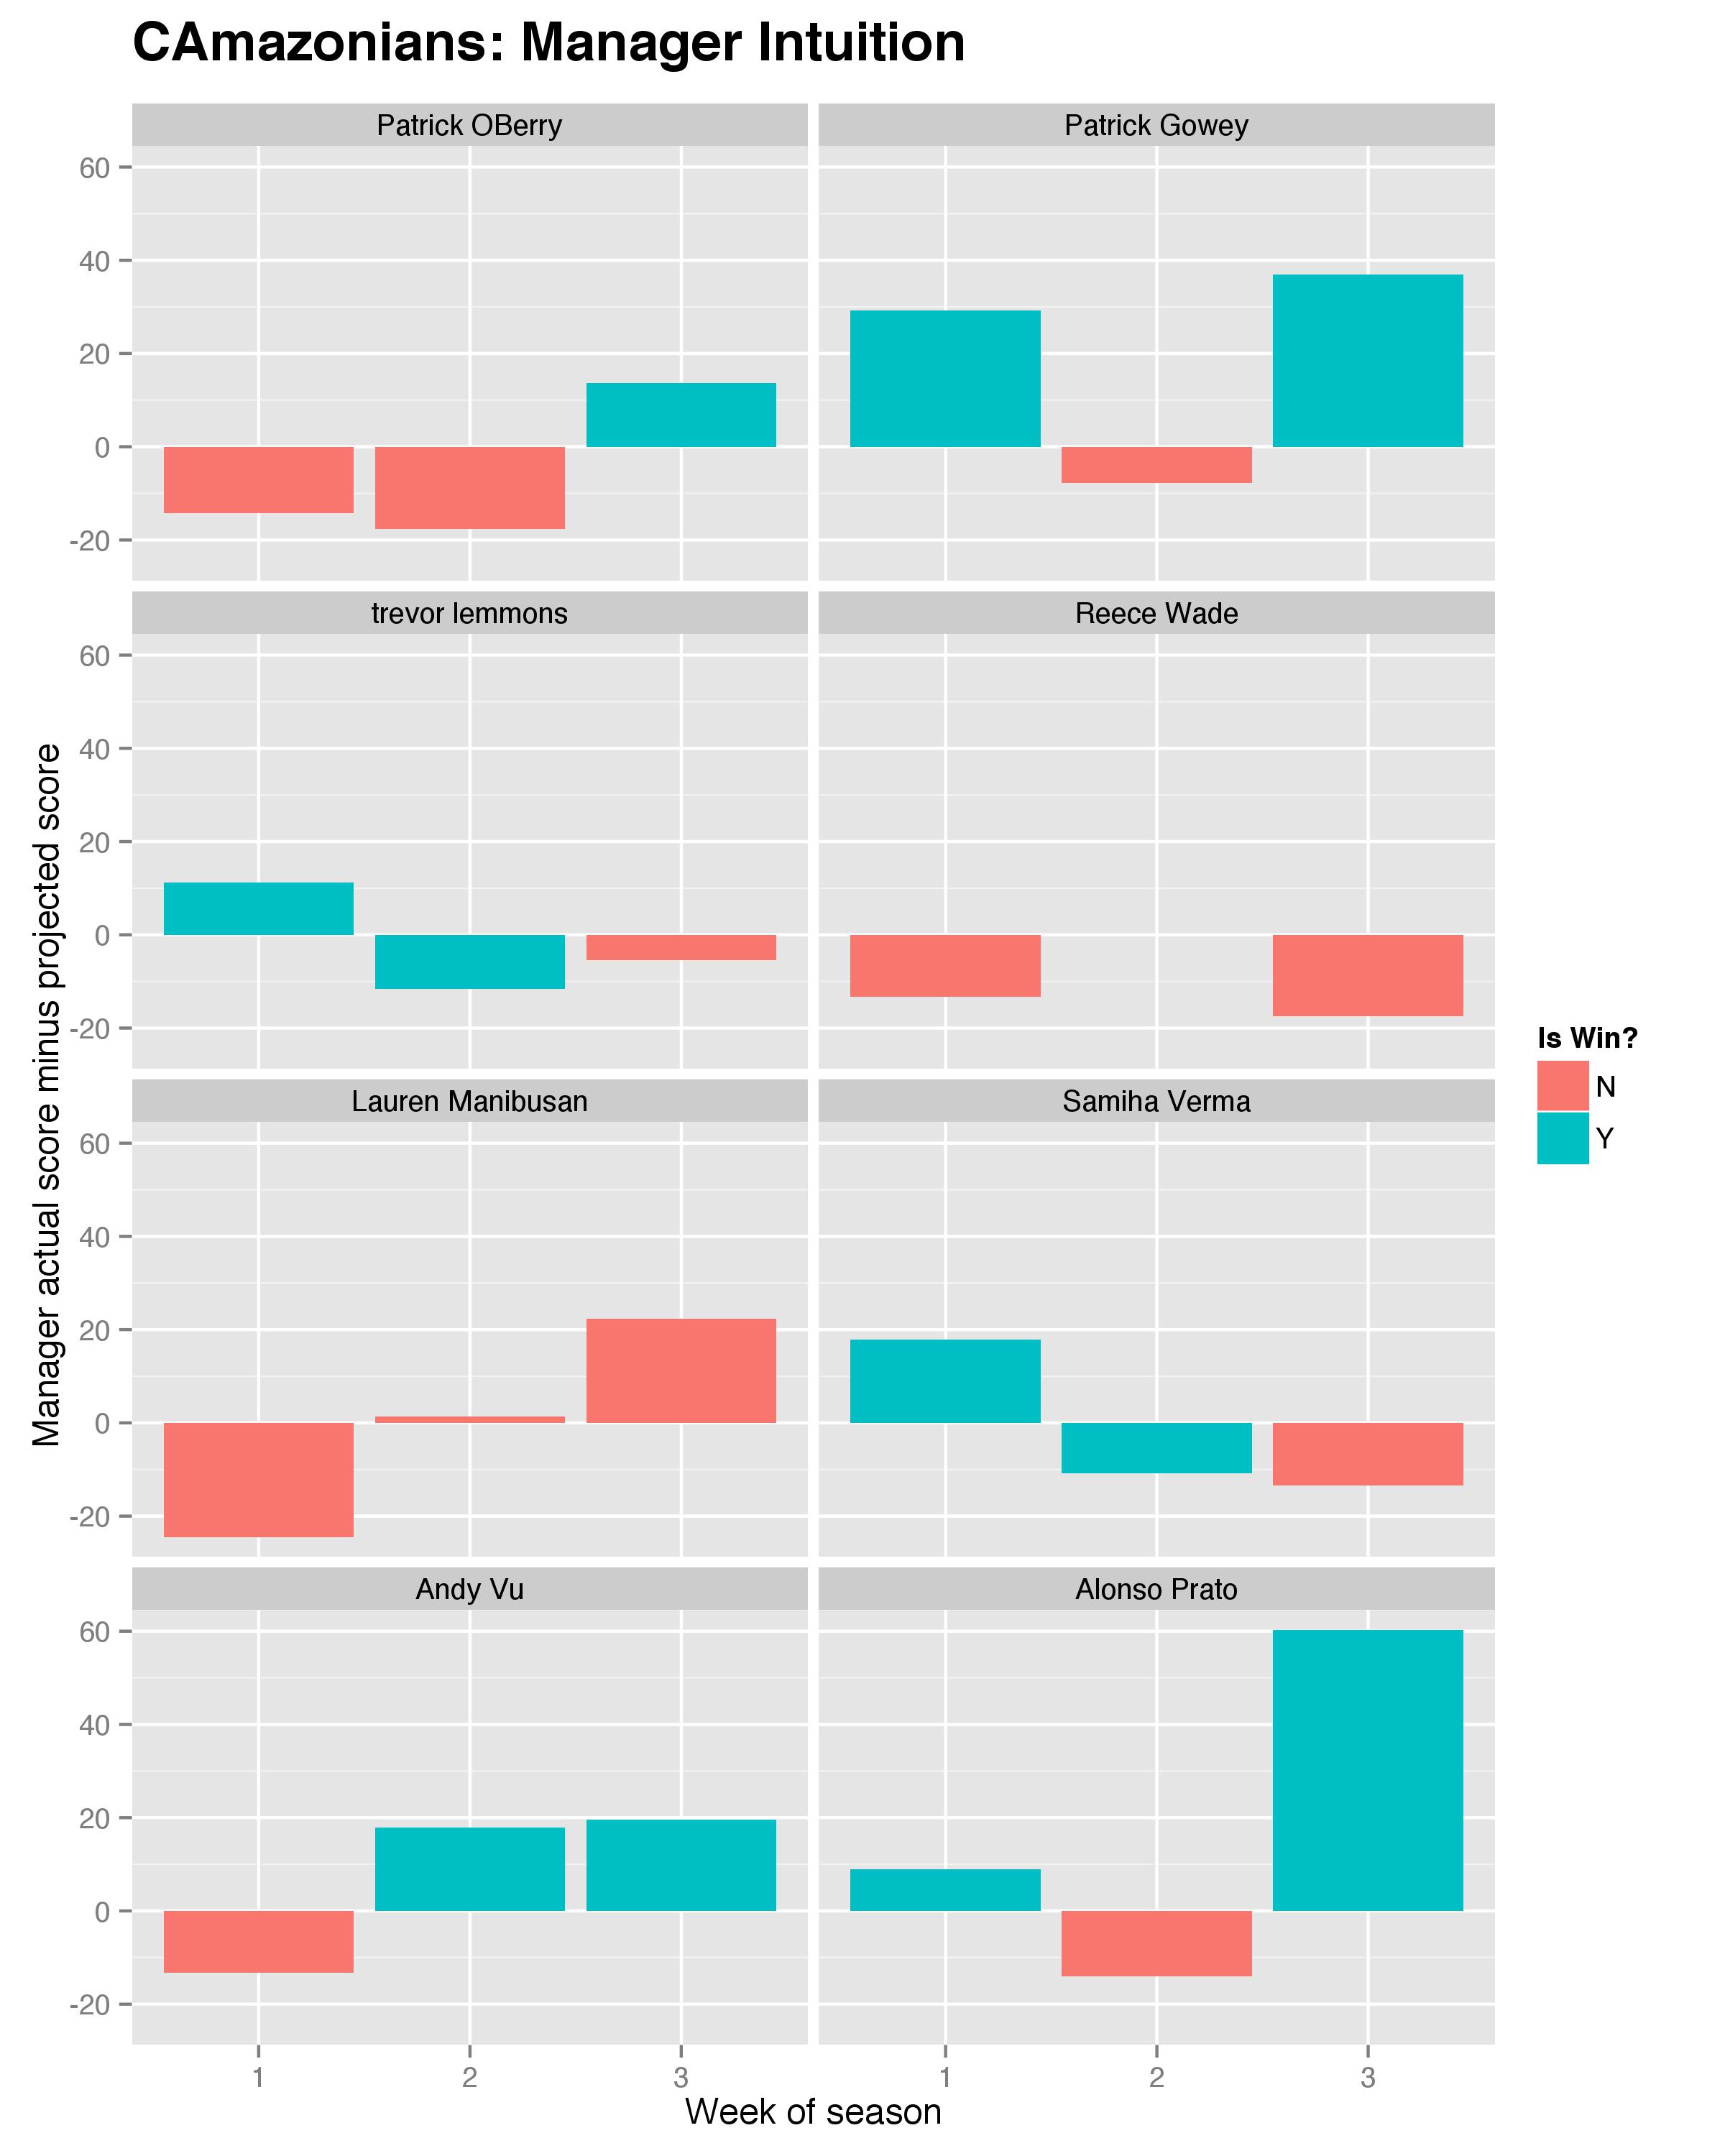 CAmazonians: Manager Intuition
Patrick OBerry
Patrick Gowey
60
40
20
0
-20
trevor lemmons
Reece Wade
60
40
20
0
-20
Lauren Manibusan
Samiha Verma
60
40
20
0
-20
Andy Vu
Alonso Prato
60
40
20
0
-20
1 2 3
1 2 3
Week of season
Manager actual score minus projected score
Is Win?
N
Y